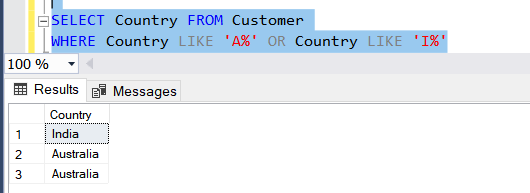 SELECT Country FROM Customer
WHERE Country LIKE 'A%' OR Country LIKE 'I%'
100 %
Results Messages
Country
1 India
2 Australia
3 Australia